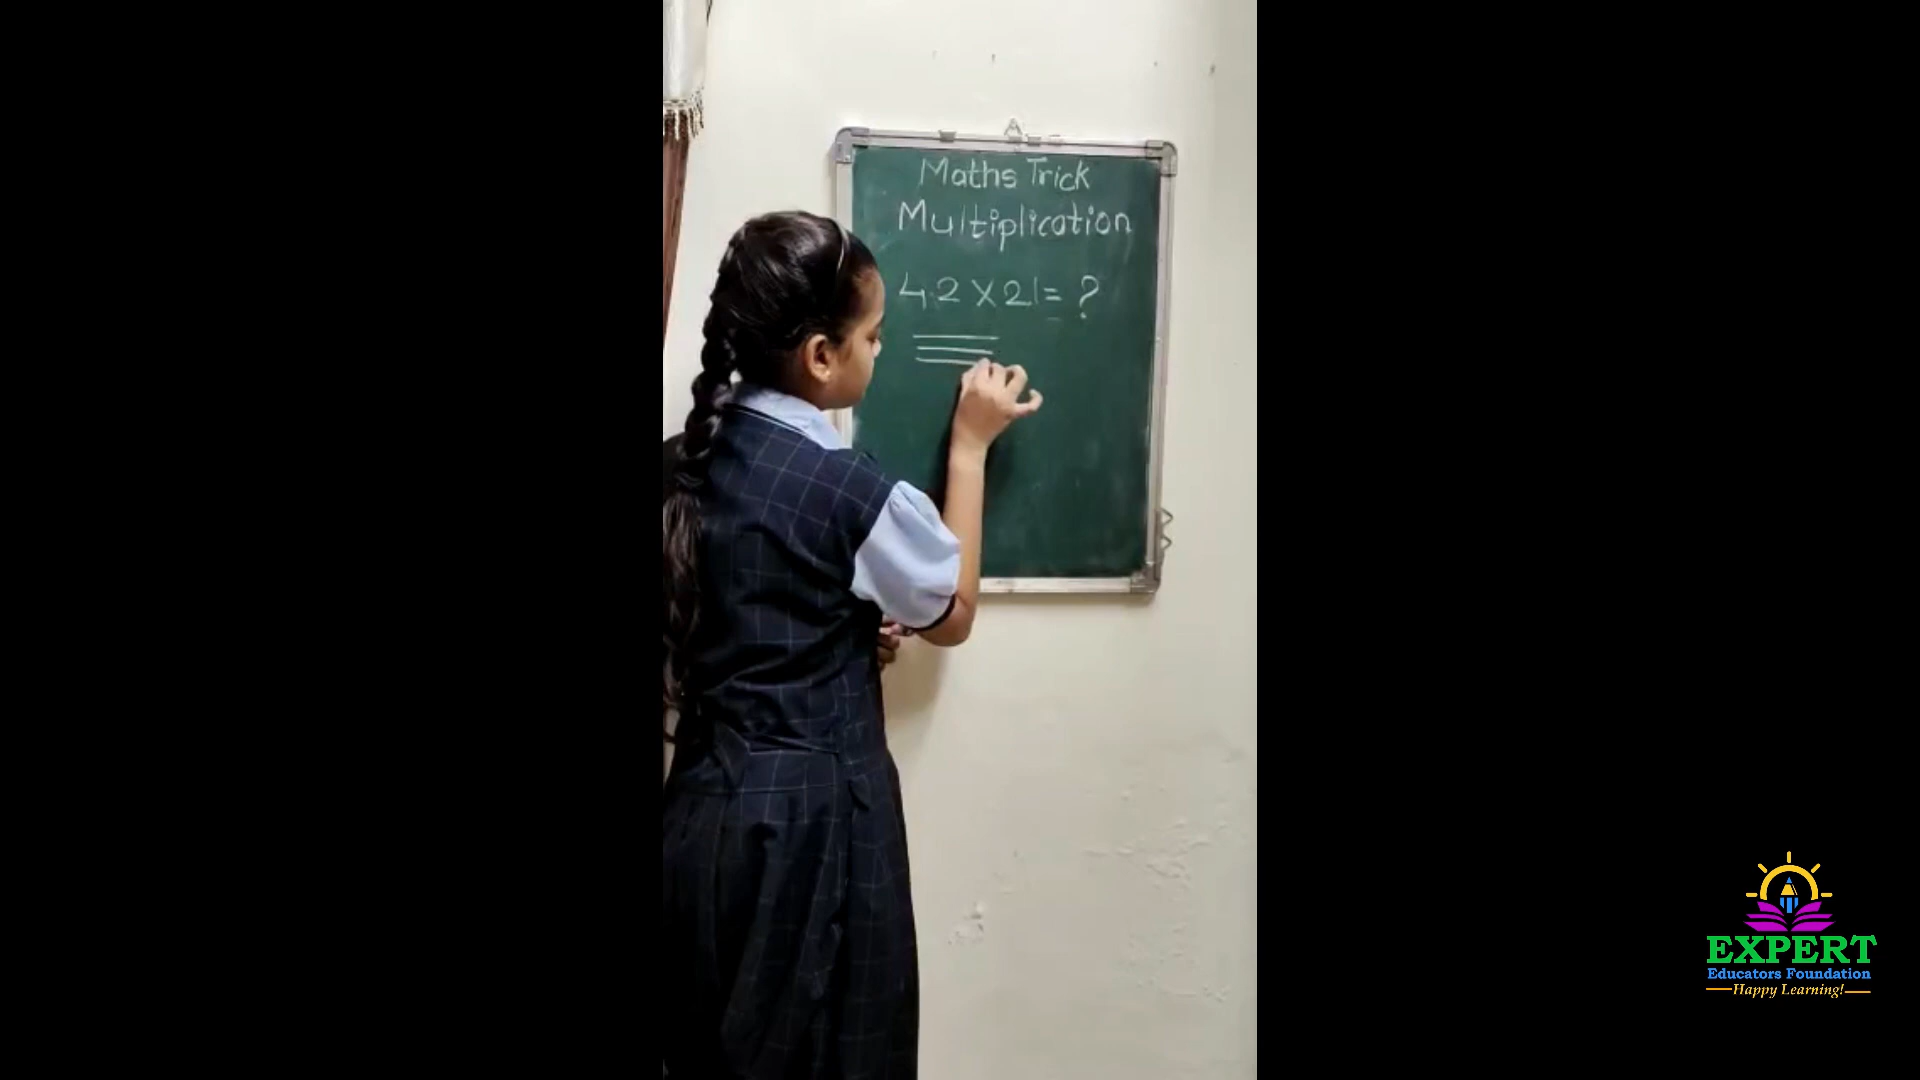 Maths Trick
Multiplication
42 X 21 = ?
EXPERT
Educators Foundation
Happy Learning!